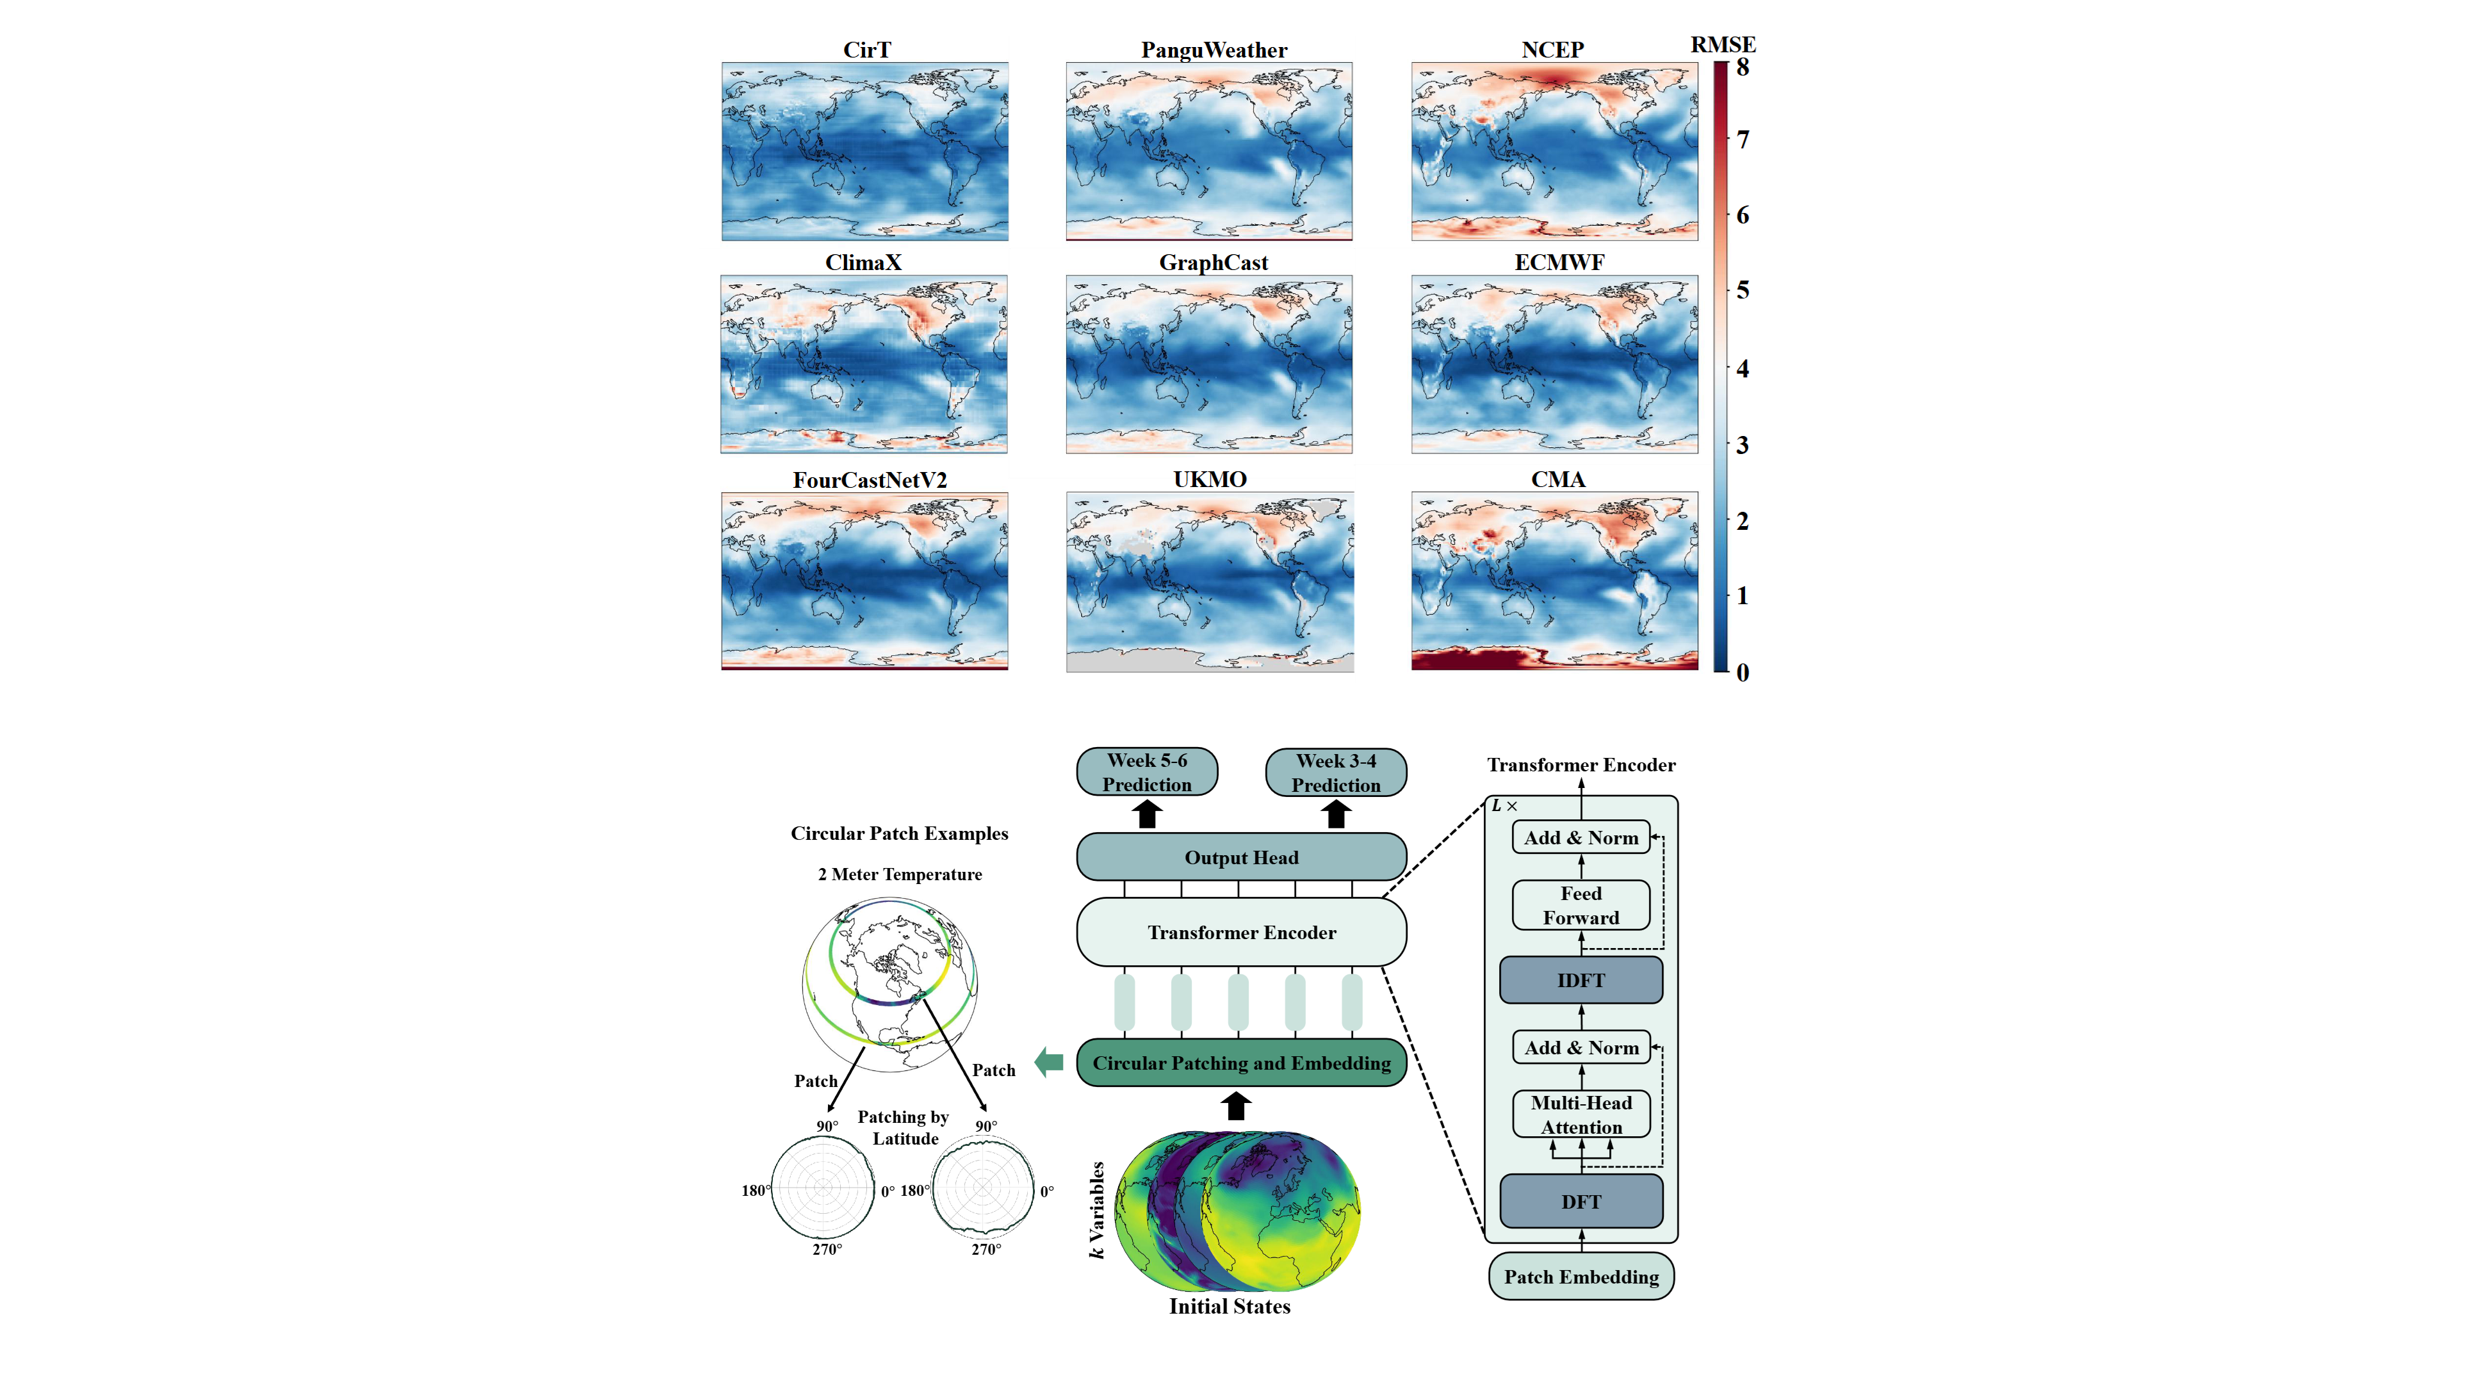 CirT
PanguWeather
NCEP
RMSE
8
7
6
5
4
3
2
1
0
ClimaX
GraphCast
ECMWF
FourCastNetV2
UKMO
CMA
Circular Patch Examples
2 Meter Temperature
Patch
Patch
Patching by
Latitude
90°
180°
0°
270°
90°
180°
0°
270°
Week 5-6
Prediction
Week 3-4
Prediction
Output Head
Transformer Encoder
Circular Patching and Embedding
k Variables
Initial States
Transformer Encoder
L ×
Add & Norm
Feed
Forward
IDFT
Add & Norm
Multi-Head
Attention
DFT
Patch Embedding